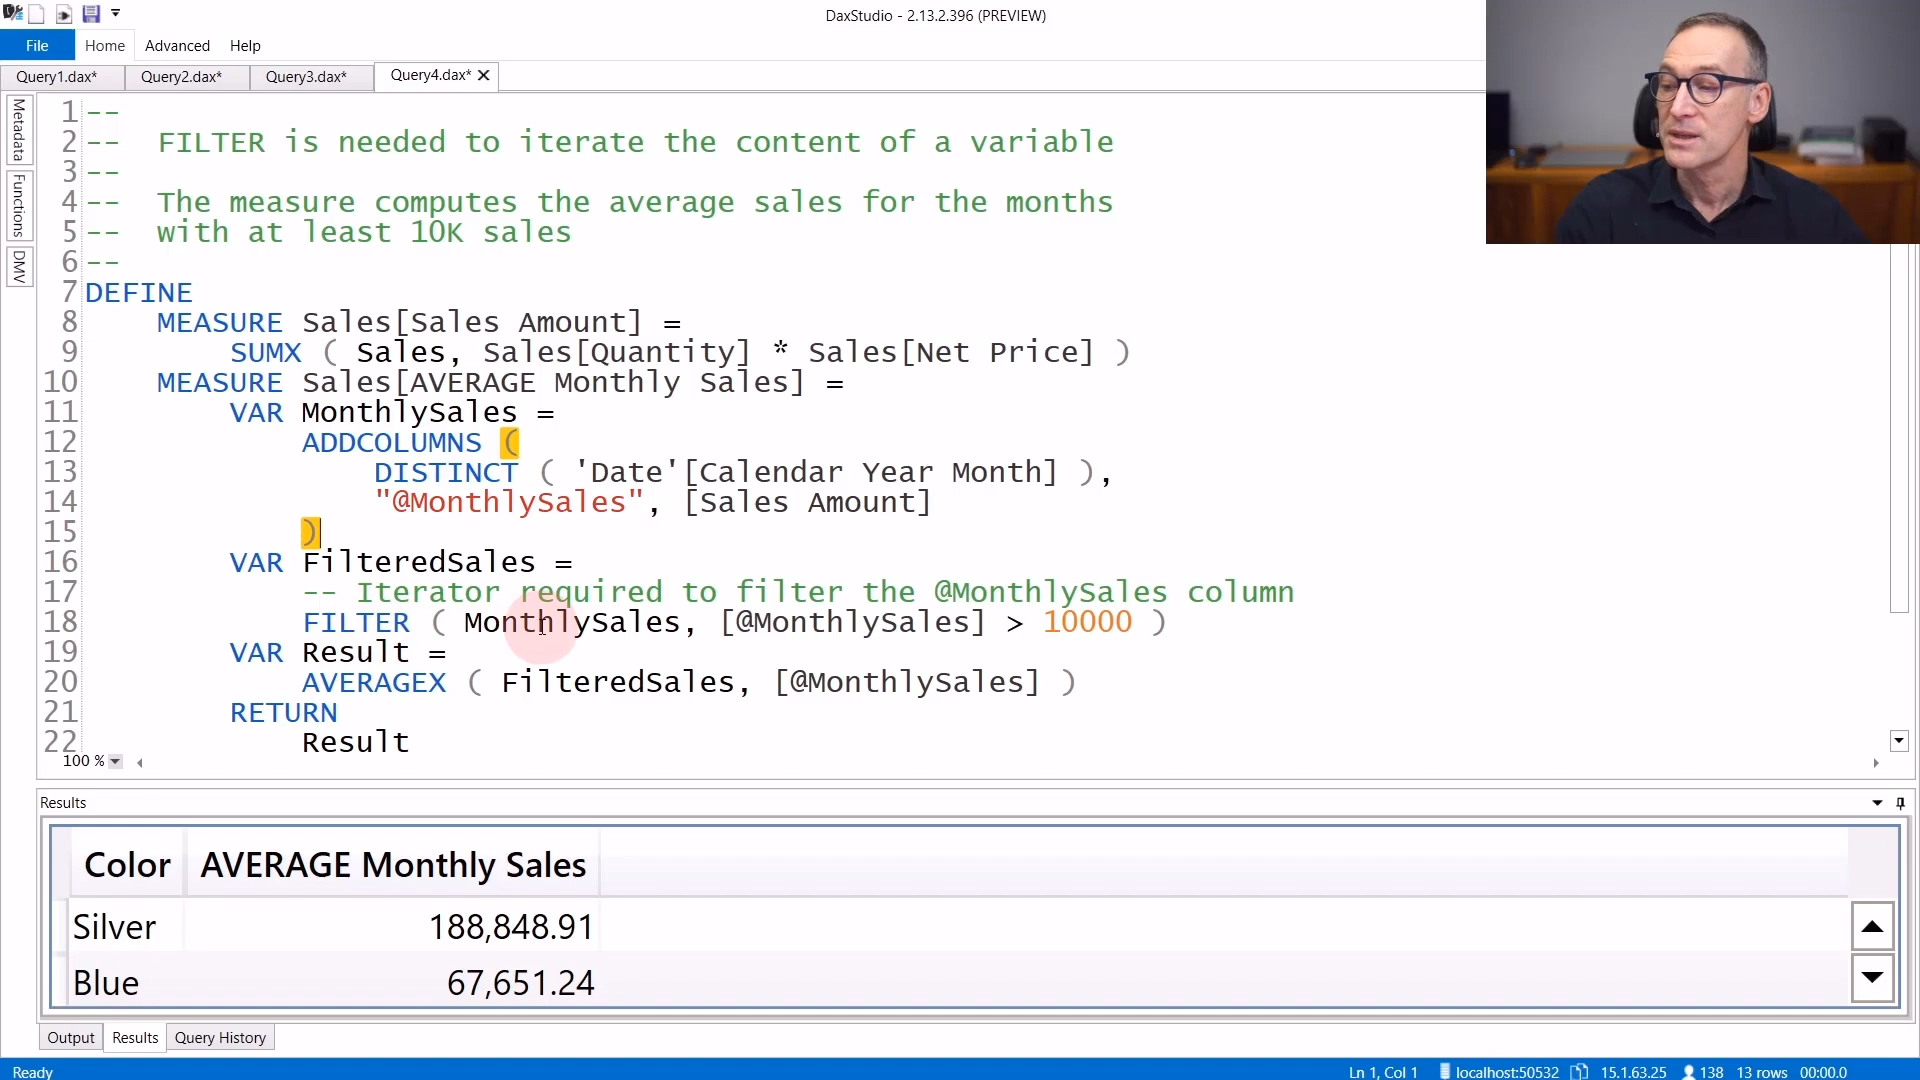 DaxStudio - 2.13.2.396 (PREVIEW)
File Home Advanced Help
Query1.dax* Query2.dax* Query3.dax* Query4.dax*
Metadata
Functions
DMV
1 --
2 -- FILTER is needed to iterate the content of a variable
3 --
4 -- The measure computes the average sales for the months
5 -- with at least 10K sales
6 --
7 DEFINE
8 MEASURE Sales[Sales Amount] =
9 SUMX ( Sales, Sales[Quantity] * Sales[Net Price] )
10 MEASURE Sales[AVERAGE Monthly Sales] =
11 VAR MonthlySales =
12 ADDCOLUMNS (
13 DISTINCT ( 'Date'[Calendar Year Month] ),
14 "@MonthlySales", [Sales Amount]
15 )
16 VAR FilteredSales =
17 -- Iterator required to filter the @MonthlySales column
18 FILTER ( MonthlySales, [@MonthlySales] > 10000 )
19 VAR Result =
20 AVERAGEX ( FilteredSales, [@MonthlySales] )
21 RETURN
22 Result
100 %
Results
Color AVERAGE Monthly Sales
Silver 188,848.91
Blue 67,651.24
Output Results Query History
Ready Ln 1, Col 1 localhost:50532 15.1.63.25 138 13 rows 00:00.0